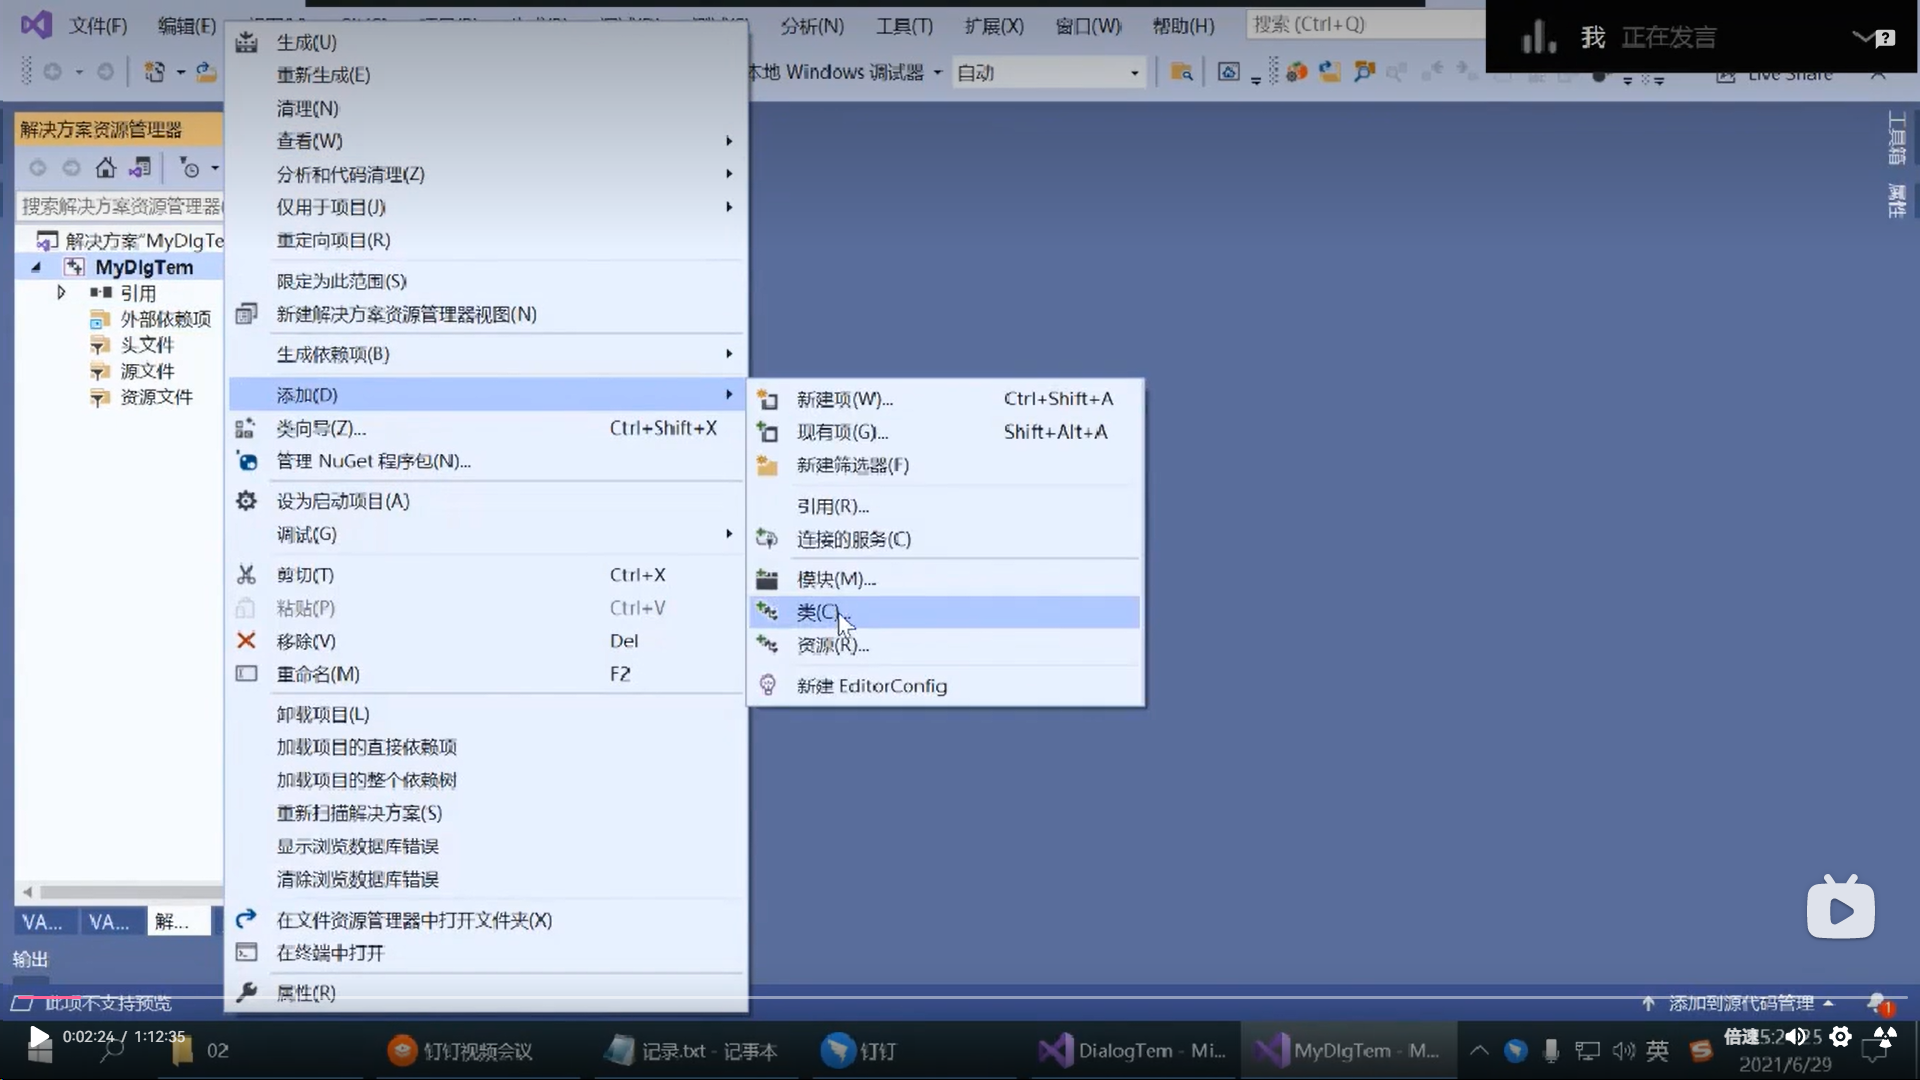 文件(F) 编辑(E) 分析(N) 工具(T) 扩展(X) 窗口(W) 帮助(H) 搜索 (Ctrl+Q)
我 正在发言
本地 Windows 调试器 自动 Live Share
解决方案资源管理器
搜索解决方案资源管理器(
解决方案"MyDlgTe
MyDlgTem
引用
外部依赖项
头文件
源文件
资源文件
生成(U)
重新生成(E)
清理(N)
查看(W)
分析和代码清理(Z)
仅用于项目(J)
重定向项目(R)
限定为此范围(S)
新建解决方案资源管理器视图(N)
生成依赖项(B)
添加(D)
类向导(Z)... Ctrl+Shift+X
管理 NuGet 程序包(N)...
设为启动项目(A)
调试(G)
剪切(T) Ctrl+X
粘贴(P) Ctrl+V
移除(V) Del
重命名(M) F2
卸载项目(L)
加载项目的直接依赖项
加载项目的整个依赖树
重新扫描解决方案(S)
显示浏览数据库错误
清除浏览数据库错误
在文件资源管理器中打开文件夹(X)
在终端中打开
属性(R)
新建项(W)... Ctrl+Shift+A
现有项(G)... Shift+Alt+A
新建筛选器(F)
引用(R)...
连接的服务(C)
模块(M)...
类(C)...
资源(R)...
新建 EditorConfig
工具箱
属性
VA... VA... 解...
输出
此项不支持预览
添加到源代码管理 1
0:02:24 / 1:12:35
02 钉钉视频会议 记录.txt - 记事本 钉钉 DialogTem - Mi... MyDlgTem - M... 英
倍速
2021/6/29